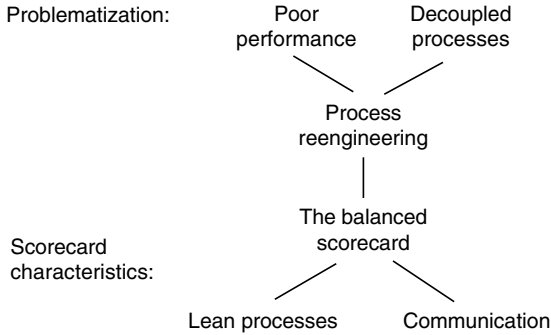 Problematization:
Poor
performance
Decoupled
processes
Process
reengineering
The balanced
scorecard
Scorecard
characteristics:
Lean processes
Communication